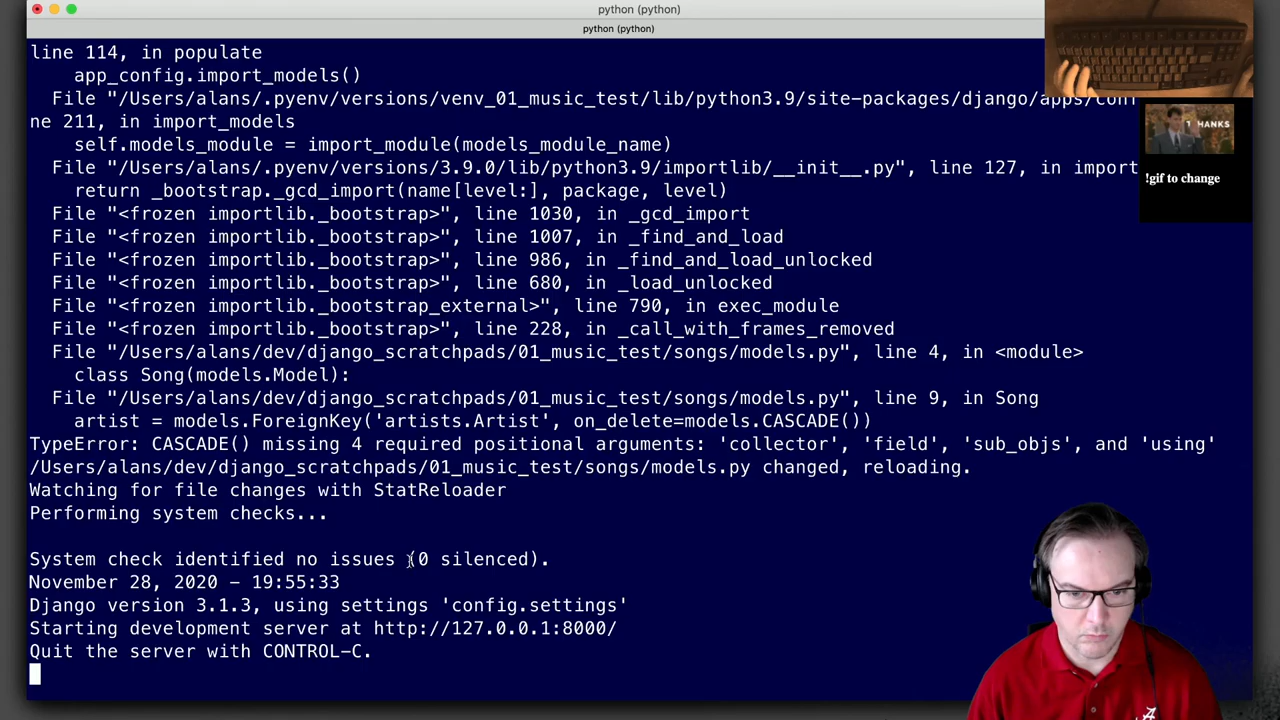 python (python)
python (python)
line 114, in populate
app_config.import_models()
File "/Users/alans/.pyenv/versions/venv_01_music_test/lib/python3.9/site-packages/django/apps/conf
ne 211, in import_models
self.models_module = import_module(models_module_name)
File "/Users/alans/.pyenv/versions/3.9.0/lib/python3.9/importlib/__init__.py", line 127, in import
return _bootstrap._gcd_import(name[level:], package, level)
File "<frozen importlib._bootstrap>", line 1030, in _gcd_import
File "<frozen importlib._bootstrap>", line 1007, in _find_and_load
File "<frozen importlib._bootstrap>", line 986, in _find_and_load_unlocked
File "<frozen importlib._bootstrap>", line 680, in _load_unlocked
File "<frozen importlib._bootstrap_external>", line 790, in exec_module
File "<frozen importlib._bootstrap>", line 228, in _call_with_frames_removed
File "/Users/alans/dev/django_scratchpads/01_music_test/songs/models.py", line 4, in <module>
class Song(models.Model):
File "/Users/alans/dev/django_scratchpads/01_music_test/songs/models.py", line 9, in Song
artist = models.ForeignKey('artists.Artist', on_delete=models.CASCADE())
TypeError: CASCADE() missing 4 required positional arguments: 'collector', 'field', 'sub_objs', and 'using'
/Users/alans/dev/django_scratchpads/01_music_test/songs/models.py changed, reloading.
Watching for file changes with StatReloader
Performing system checks...
System check identified no issues (0 silenced).
November 28, 2020 - 19:55:33
Django version 3.1.3, using settings 'config.settings'
Starting development server at http://127.0.0.1:8000/
Quit the server with CONTROL-C.
THANKS
!gif to change